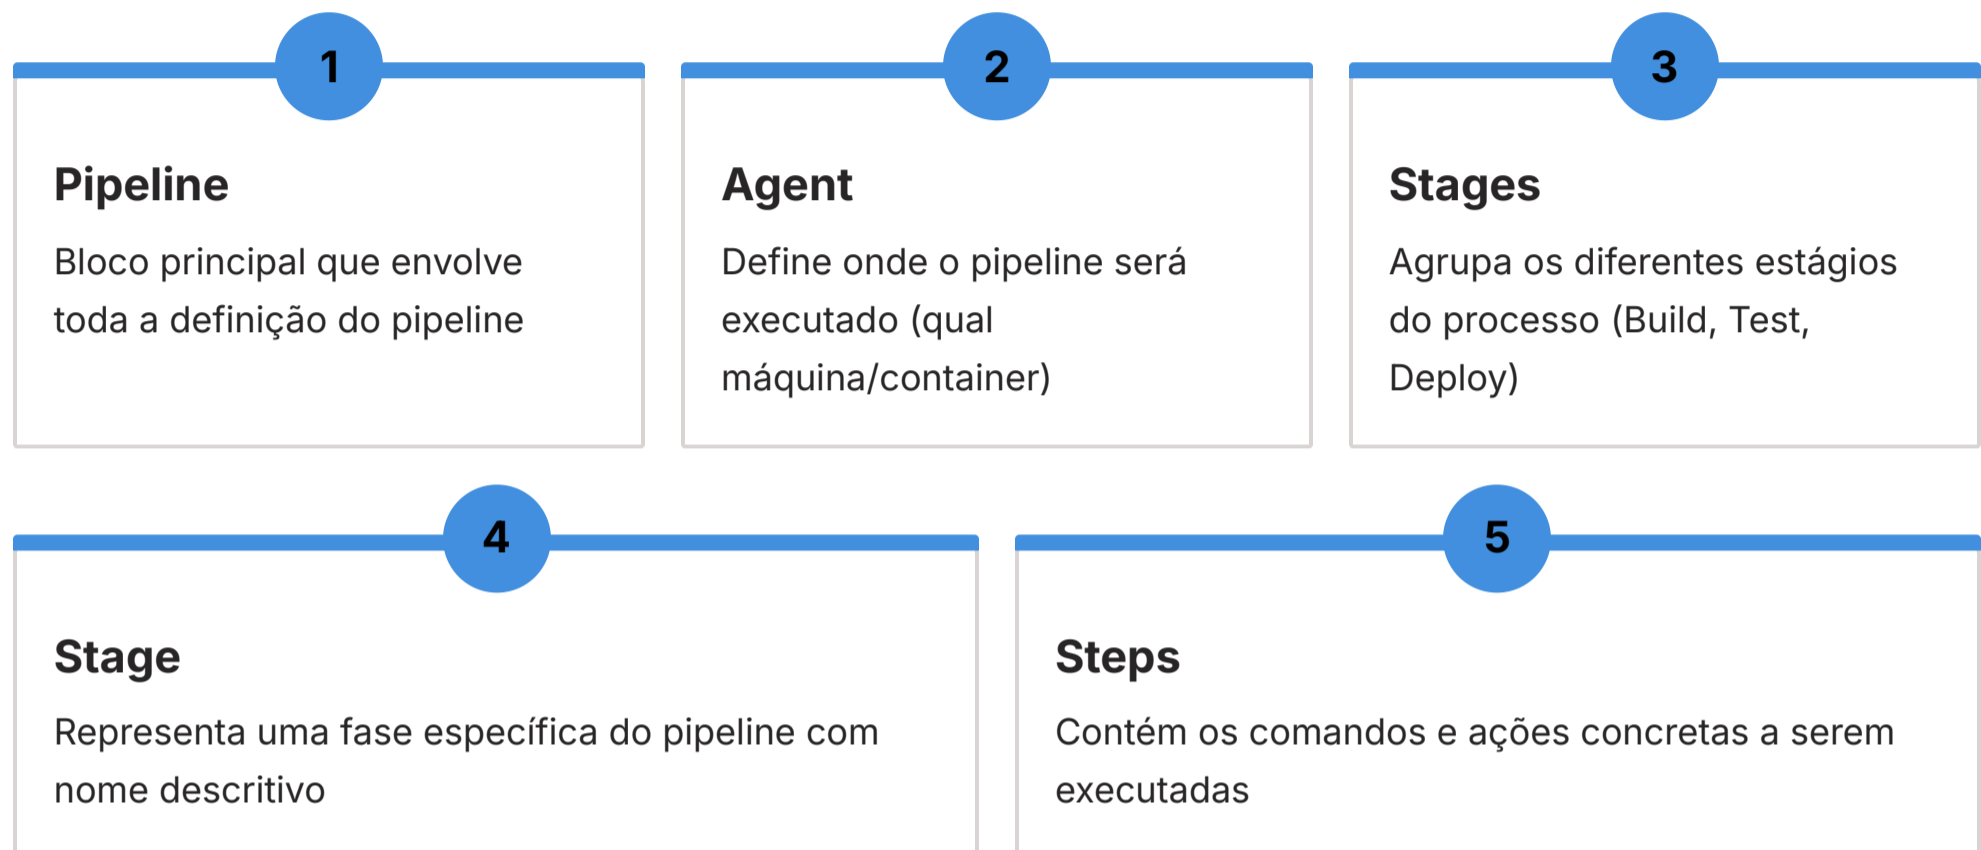 1
Pipeline
Bloco principal que envolve
toda a definição do pipeline
2
Agent
Define onde o pipeline será
executado (qual
máquina/container)
3
Stages
Agrupa os diferentes estágios
do processo (Build, Test,
Deploy)
4
Stage
Representa uma fase específica do pipeline com
nome descritivo
5
Steps
Contém os comandos e ações concretas a serem
executadas